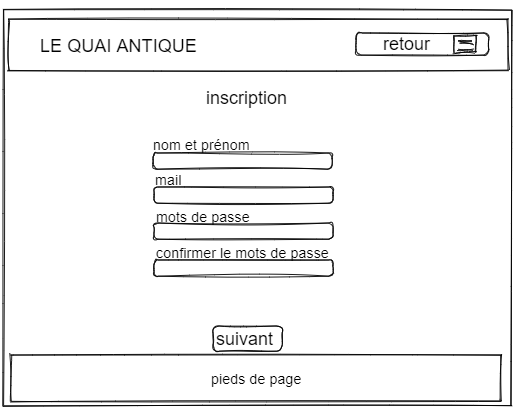 LE QUAI ANTIQUE
retour
inscription
nom et prénom
mail
mots de passe
confirmer le mots de passe
suivant
pieds de page